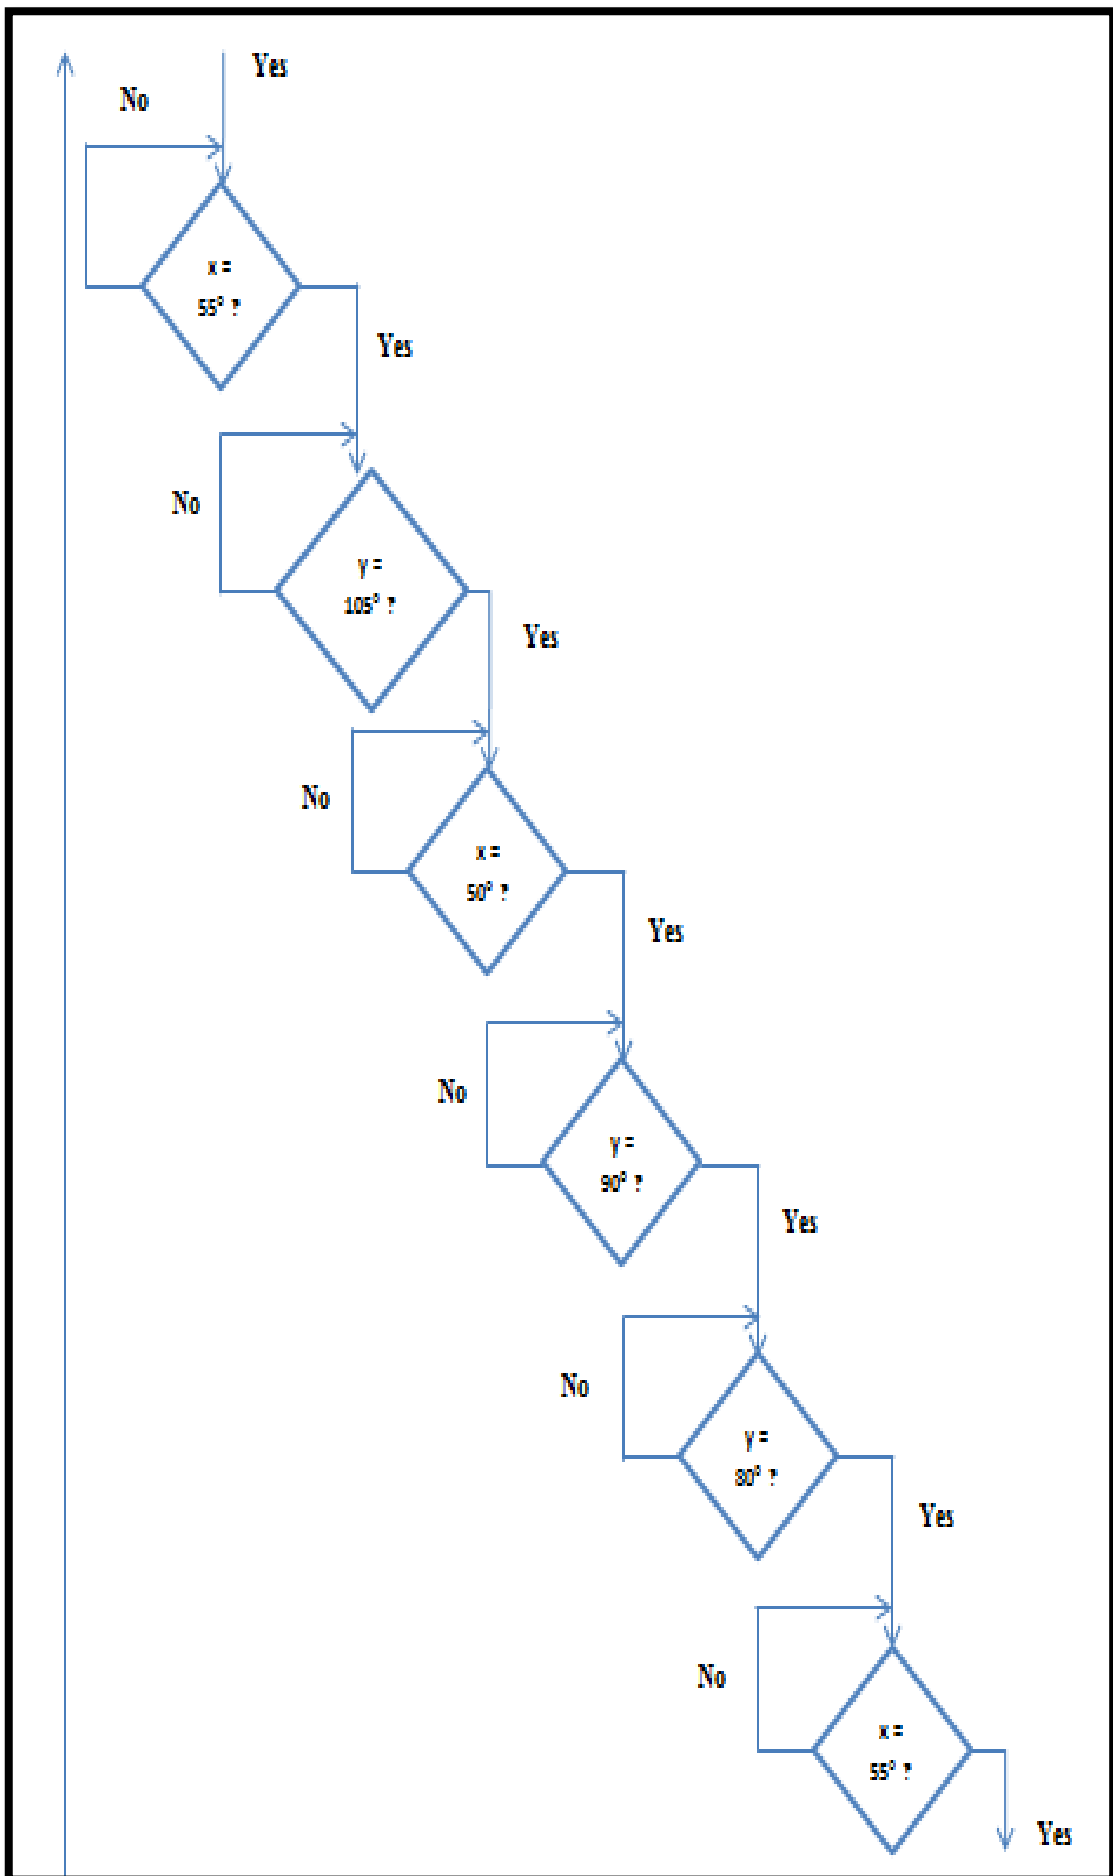 Yes
No
x =
55° ?
Yes
No
y =
105° ?
Yes
No
x =
50° ?
Yes
No
y =
90° ?
Yes
No
y =
80° ?
Yes
No
x =
55° ?
Yes